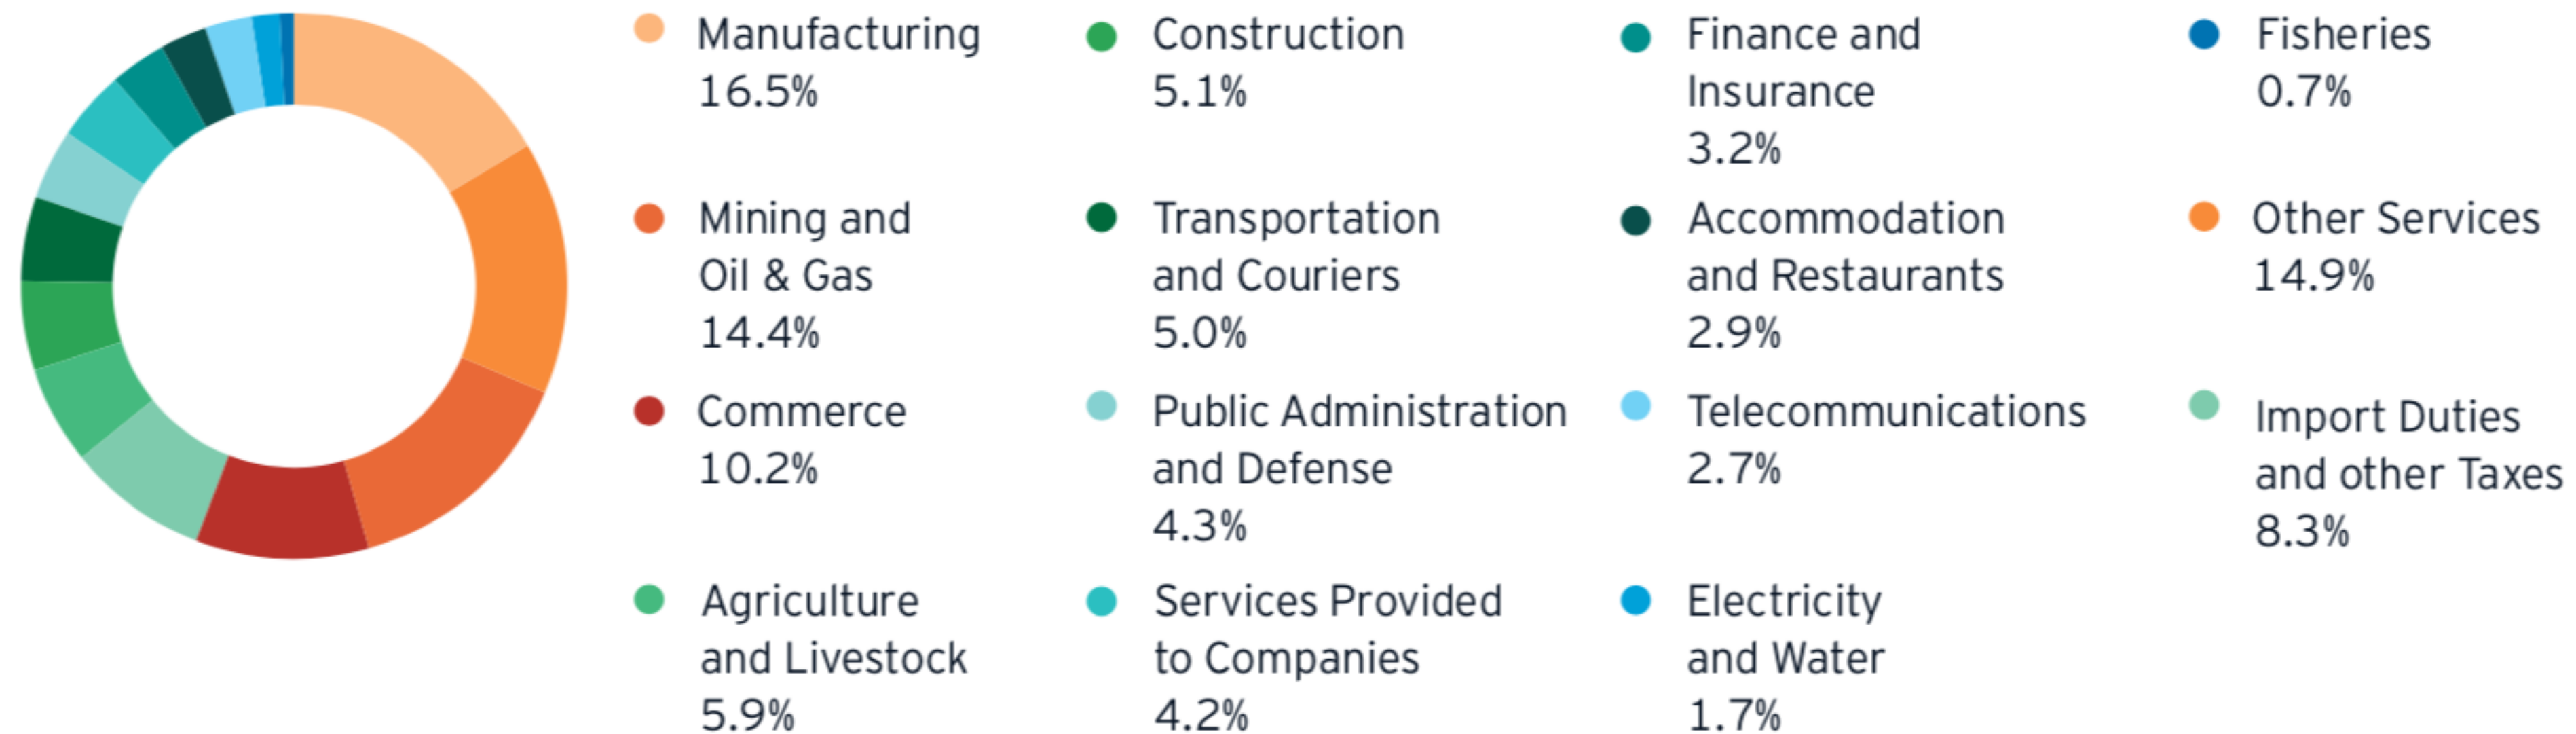 Manufacturing
16.5%
Mining and
Oil & Gas
14.4%
Commerce
10.2%
Agriculture
and Livestock
5.9%
Construction
5.1%
Transportation
and Couriers
5.0%
Public Administration
and Defense
4.3%
Services Provided
to Companies
4.2%
Finance and
Insurance
3.2%
Accommodation
and Restaurants
2.9%
Telecommunications
2.7%
Electricity
and Water
1.7%
Fisheries
0.7%
Other Services
14.9%
Import Duties
and other Taxes
8.3%